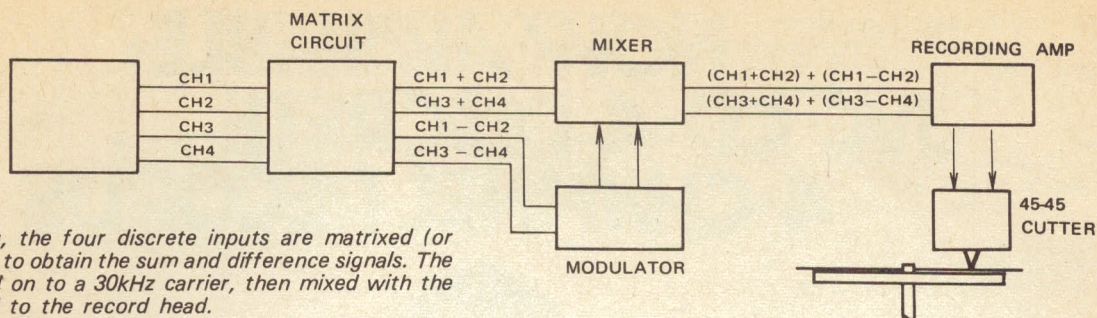 MATRIX
CIRCUIT
MIXER
RECORDING AMP
CH1
CH2
CH3
CH4
CH1 + CH2
CH3 + CH4
CH1 − CH2
CH3 − CH4
(CH1+CH2) + (CH1−CH2)
(CH3+CH4) + (CH3−CH4)
MODULATOR
45-45
CUTTER
the four discrete inputs are matrixed (or
to obtain the sum and difference signals. The
on to a 30kHz carrier, then mixed with the
to the record head.